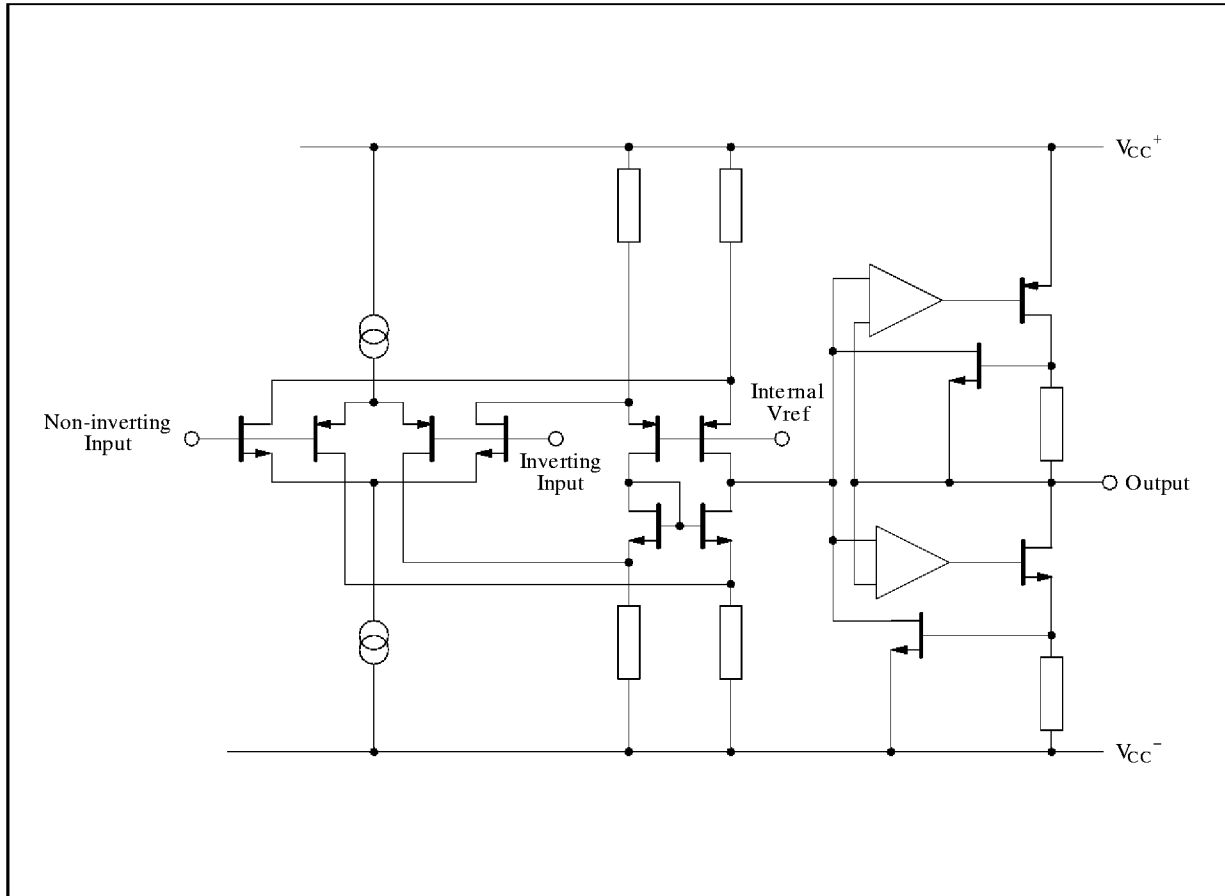 VCC+
Non-inverting
Input
Inverting
Input
Internal
Vref
Output
VCC−